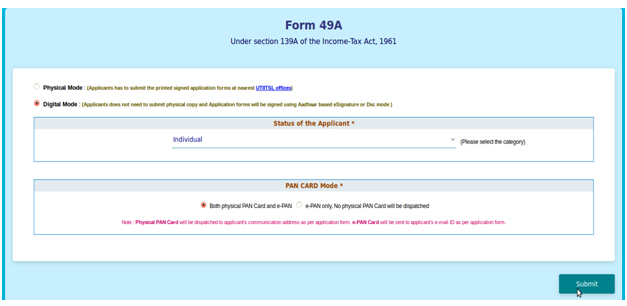 Form 49A
Under section 139A of the Income-Tax Act, 1961
Physical Mode : (Applicants has to submit the printed signed application forms at nearest UTIITSL offices)
Digital Mode : (Applicants does not need to submit physical copy and Application forms will be signed using Aadhaar based eSignature or Dsc mode )
Status of the Applicant *
Individual (Please select the category)
PAN CARD Mode *
Both physical PAN Card and e-PAN e-PAN only, No physical PAN Card will be dispatched
Note : Physical PAN Card will be dispatched to applicant's communication address as per application form. e-PAN Card will be sent to applicant's e-mail ID as per application form.
Submit